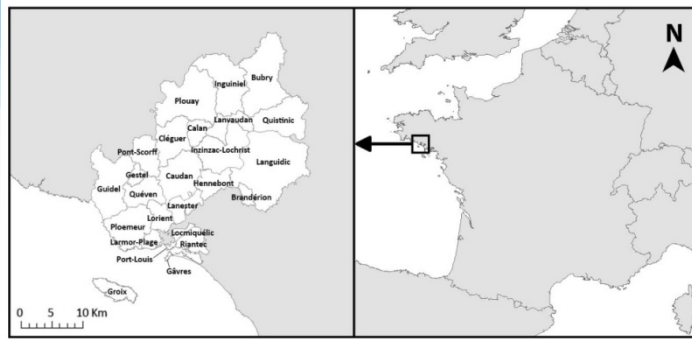 N
Bubry
Inguiniel
Plouay
Lanvaudan
Quistinic
Calan
Cléguer
Inzinzac-Lochrist
Pont-Scorff
Languidic
Gestel
Caudan
Hennebont
Guidel
Quéven
Brandérion
Lanester
Lorient
Ploemeur
Locmiquélic
Larmor-Plage
Riantec
Port-Louis
Gâvres
Groix
0 5 10 Km